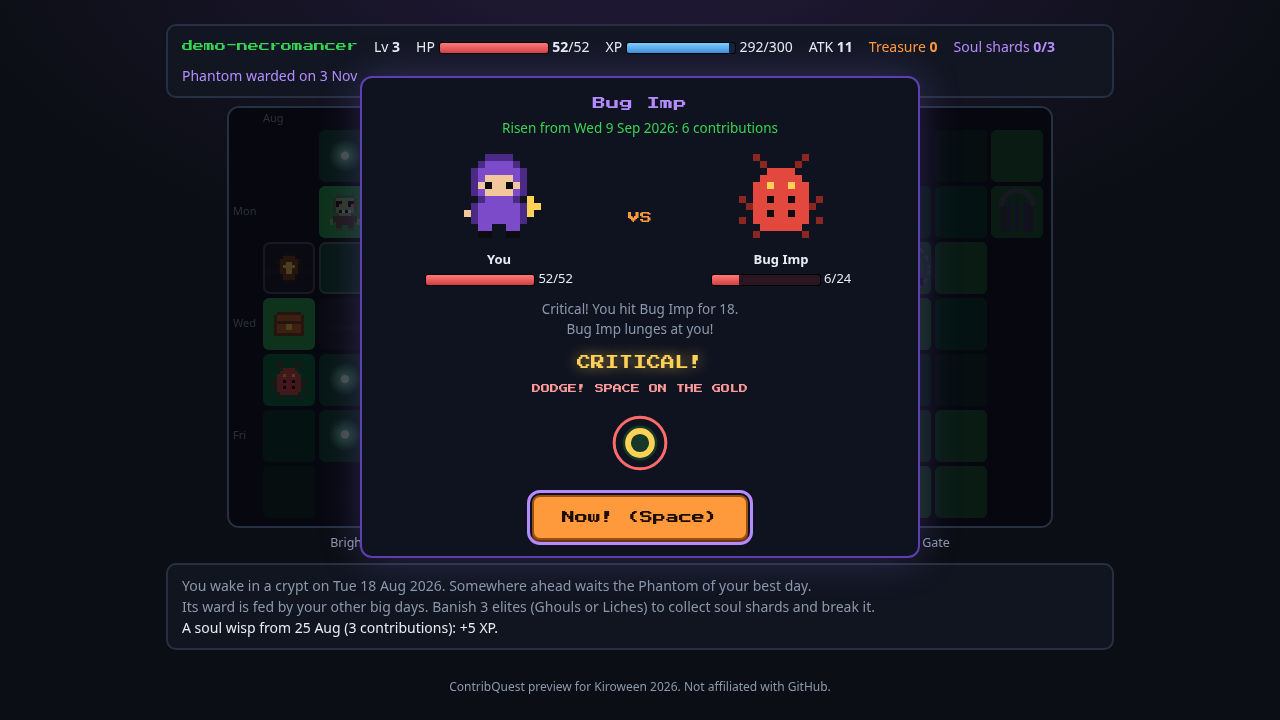 demo-necromancer Lv 3 HP 52/52 XP 292/300 ATK 11 Treasure 0 Soul shards 0/3
Phantom warded on 3 Nov
Aug
Mon
Wed
Fri
Bug Imp
Risen from Wed 9 Sep 2026: 6 contributions
vs
You
52/52
Bug Imp
6/24
Critical! You hit Bug Imp for 18.
Bug Imp lunges at you!
CRITICAL!
DODGE! SPACE ON THE GOLD
Now! (Space)
Gate
You wake in a crypt on Tue 18 Aug 2026. Somewhere ahead waits the Phantom of your best day.
Its ward is fed by your other big days. Banish 3 elites (Ghouls or Liches) to collect soul shards and break it.
A soul wisp from 25 Aug (3 contributions): +5 XP.
ContribQuest preview for Kiroween 2026. Not affiliated with GitHub.